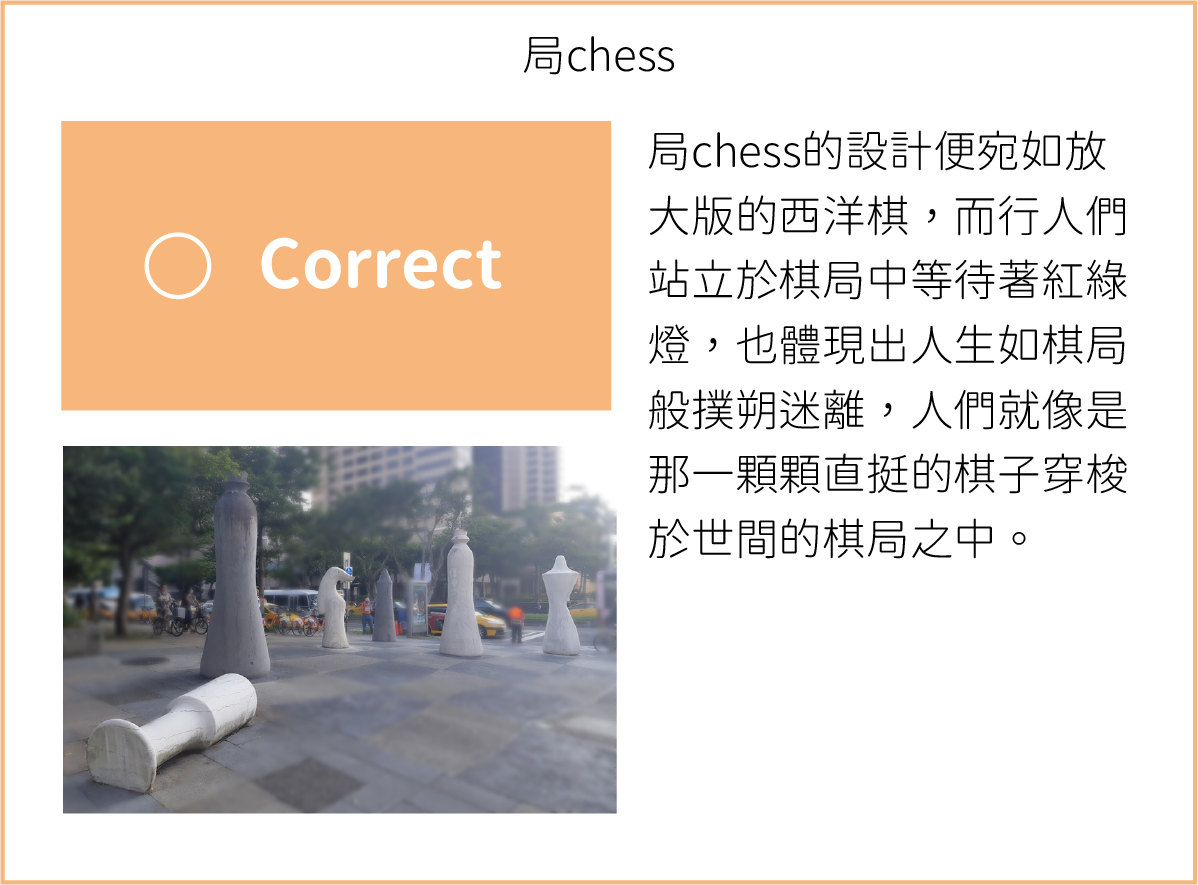 局chess
Correct
局chess的設計便宛如放
大版的西洋棋，而行人們
站立於棋局中等待著紅綠
燈，也體現出人生如棋局
般撲朔迷離，人們就像是
那一顆顆直挺的棋子穿梭
於世間的棋局之中。